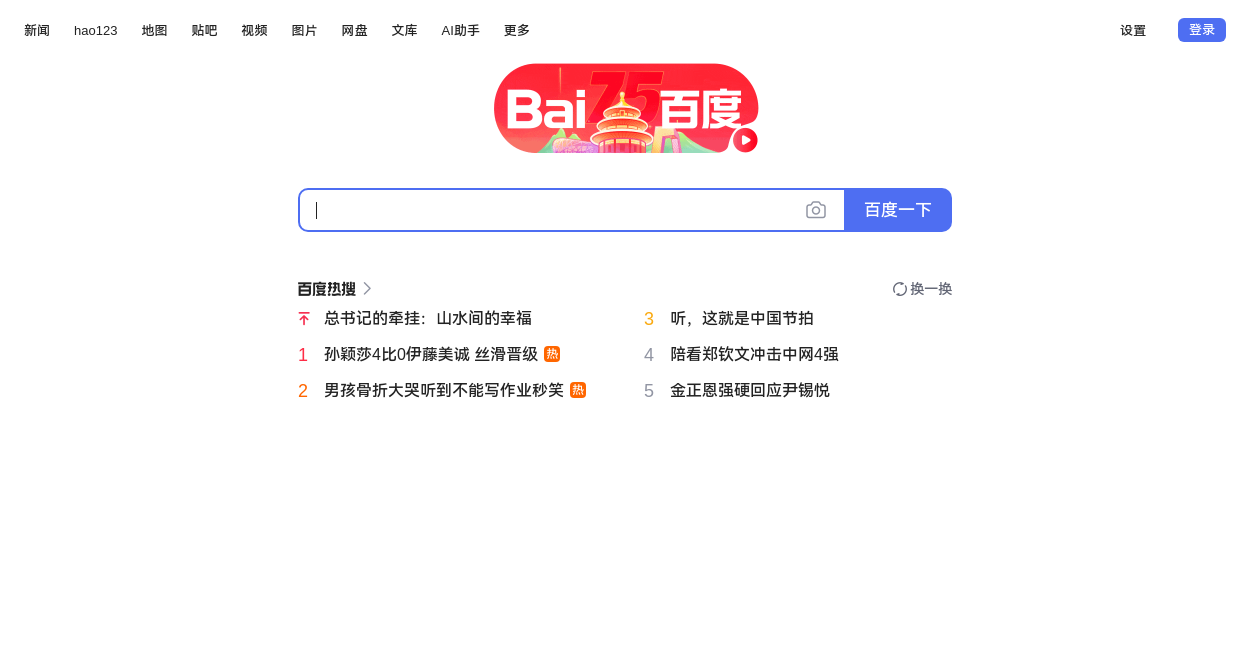 新闻 hao123 地图 贴吧 视频 图片 网盘 文库 AI助手 更多 设置 登录
Bai 75 百度
百度一下
百度热搜 换一换
总书记的牵挂：山水间的幸福
1 孙颖莎4比0伊藤美诚 丝滑晋级 热
2 男孩骨折大哭听到不能写作业秒笑 热
3 听，这就是中国节拍
4 陪看郑钦文冲击中网4强
5 金正恩强硬回应尹锡悦